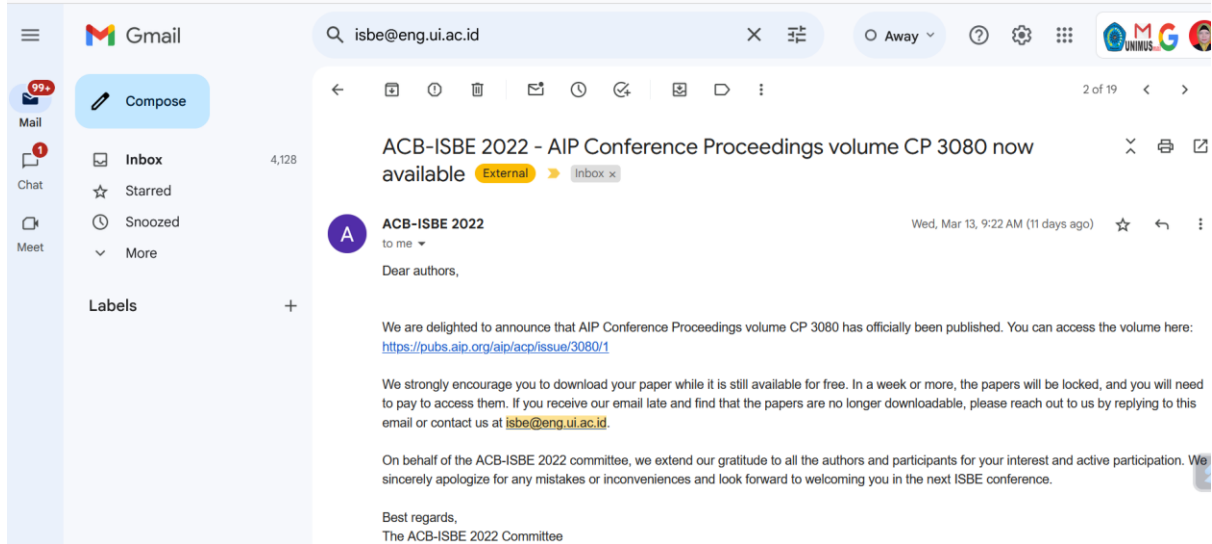 Gmail
isbe@eng.ui.ac.id
Away
UNIMUS
G
99+
Mail
Compose
2 of 19
1
Chat
Meet
Inbox 4,128
Starred
Snoozed
More
Labels
ACB-ISBE 2022 - AIP Conference Proceedings volume CP 3080 now
available External Inbox ×
A
ACB-ISBE 2022 Wed, Mar 13, 9:22 AM (11 days ago)
to me
Dear authors,
We are delighted to announce that AIP Conference Proceedings volume CP 3080 has officially been published. You can access the volume here:
https://pubs.aip.org/aip/acp/issue/3080/1
We strongly encourage you to download your paper while it is still available for free. In a week or more, the papers will be locked, and you will need
to pay to access them. If you receive our email late and find that the papers are no longer downloadable, please reach out to us by replying to this
email or contact us at isbe@eng.ui.ac.id.
On behalf of the ACB-ISBE 2022 committee, we extend our gratitude to all the authors and participants for your interest and active participation. We
sincerely apologize for any mistakes or inconveniences and look forward to welcoming you in the next ISBE conference.
Best regards,
The ACB-ISBE 2022 Committee